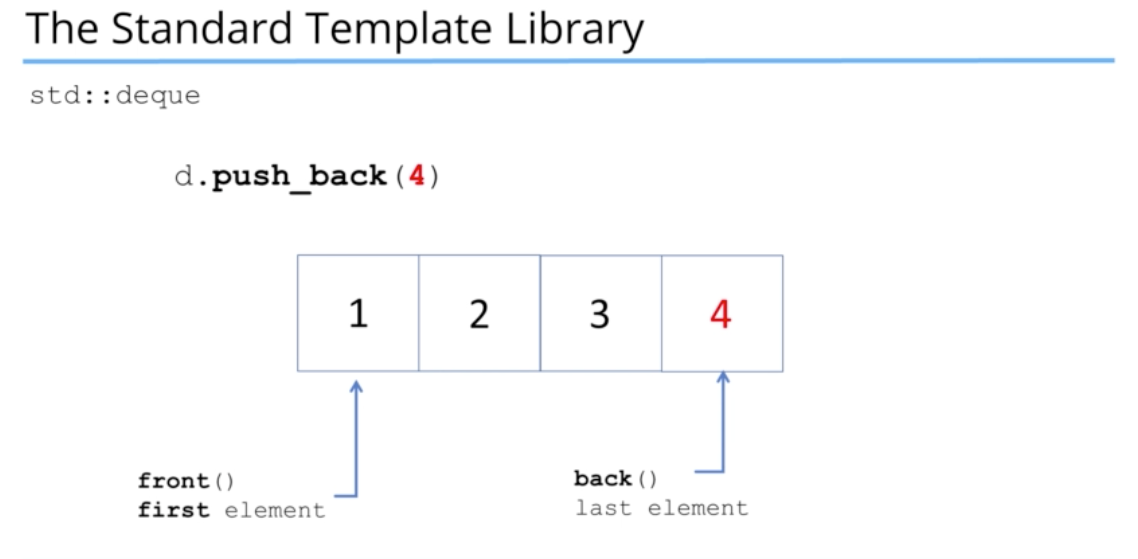 The Standard Template Library
std::deque
d.push_back(4)
1 2 3 4
front()
first element
back()
last element